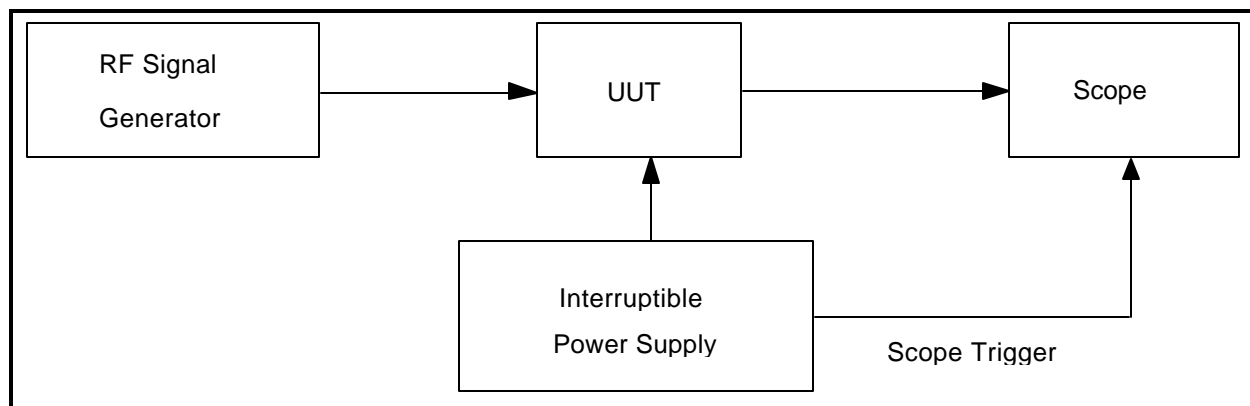 RF Signal
Generator
UUT
Scope
Interruptible
Power Supply
Scope Trigger